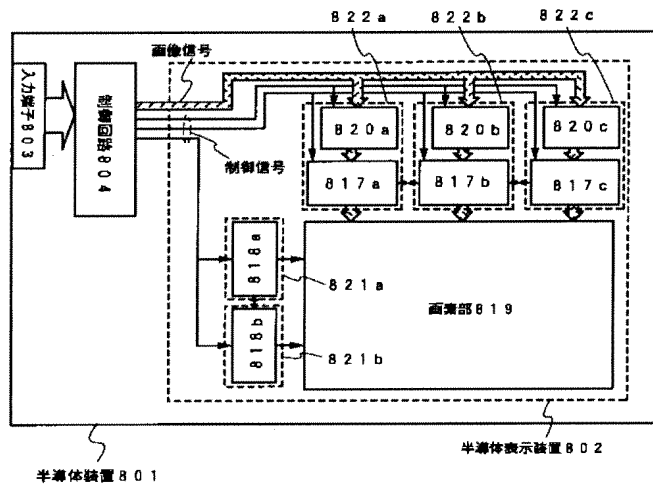 822a
822b
822c
画像信号
入力端子803
制御回路804
820a
820b
820c
制御信号
817a
817b
817c
818a
821a
画素部819
818b
821b
半導体表示装置802
半導体装置801